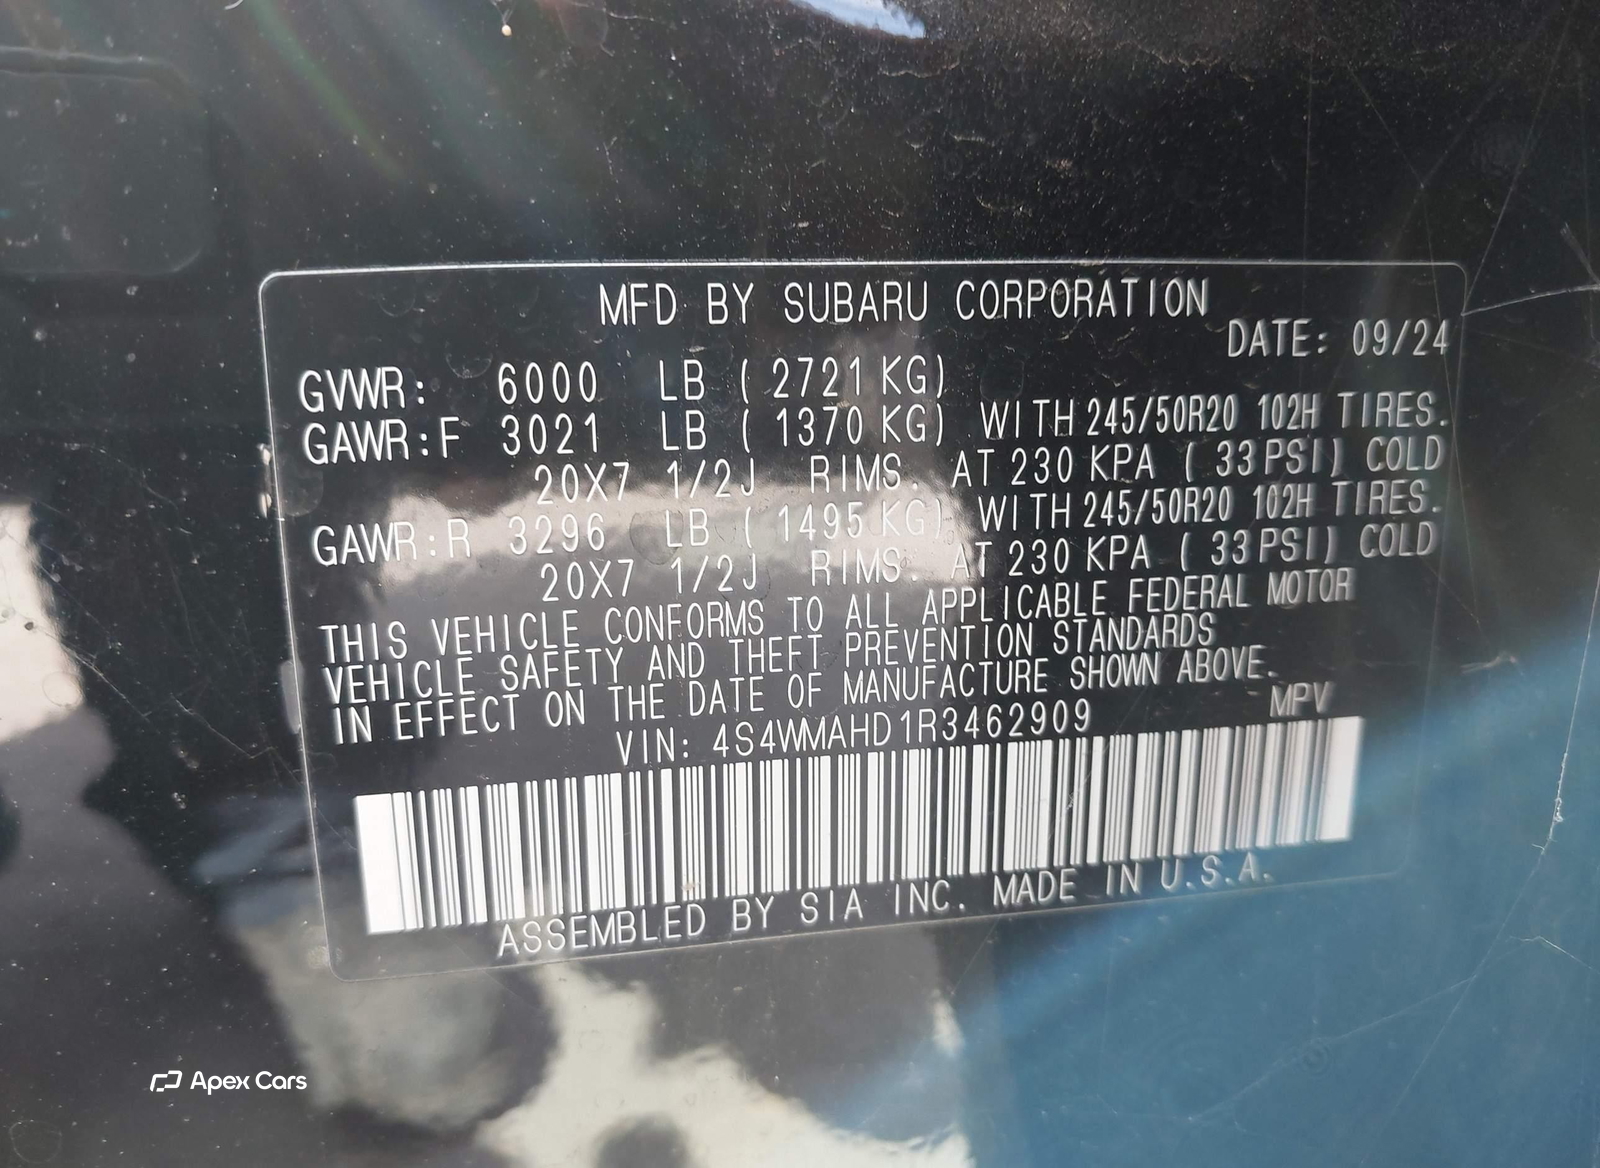 MFD BY SUBARU CORPORATION
DATE: 09/24
GVWR: 6000 LB ( 2721 KG)
GAWR:F 3021 LB ( 1370 KG) WITH 245/50R20 102H TIRES.
20X7 1/2J RIMS. AT 230 KPA ( 33 PSI) COLD
GAWR:R 3296 LB ( 1495 KG) WITH 245/50R20 102H TIRES.
20X7 1/2J RIMS. AT 230 KPA ( 33 PSI) COLD
THIS VEHICLE CONFORMS TO ALL APPLICABLE FEDERAL MOTOR
VEHICLE SAFETY AND THEFT PREVENTION STANDARDS
IN EFFECT ON THE DATE OF MANUFACTURE SHOWN ABOVE.
VIN: 4S4WMAHD1R3462909 MPV
ASSEMBLED BY SIA INC. MADE IN U.S.A.
Apex Cars